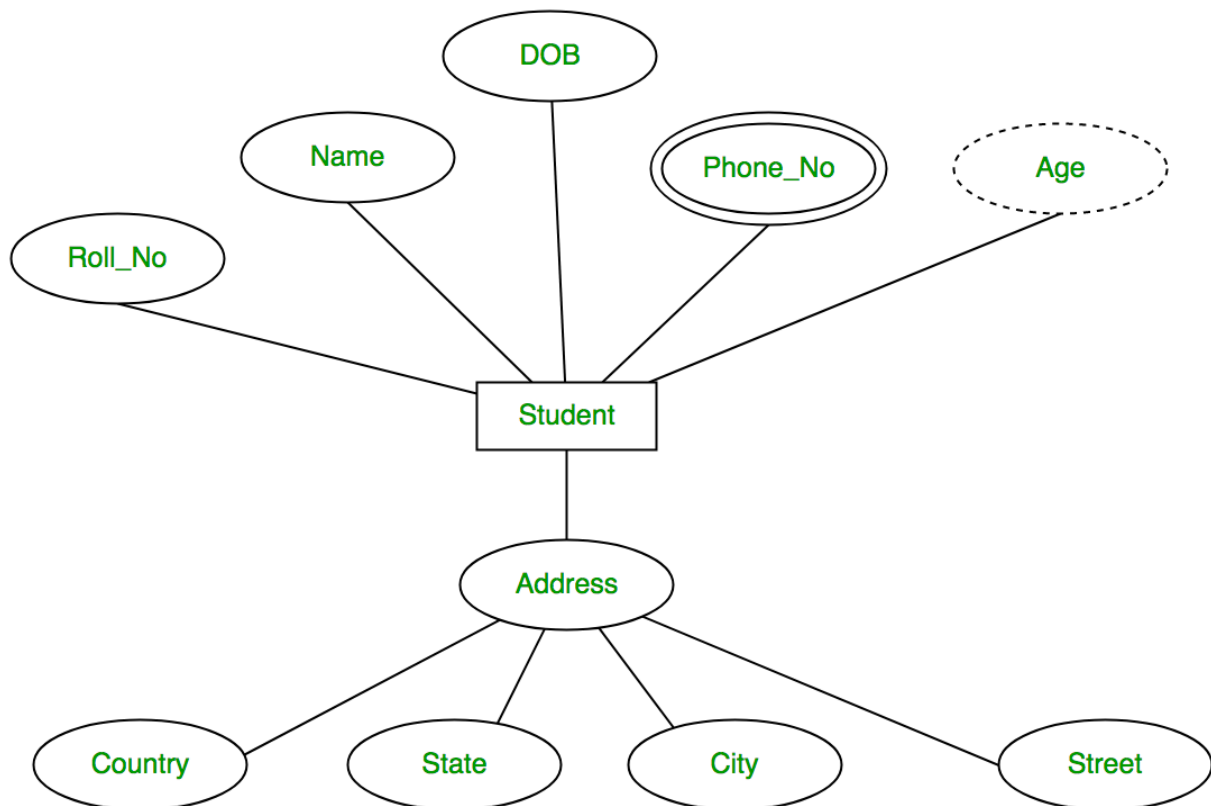 DOB
Name
Phone_No
Age
Roll_No
Student
Address
Country
State
City
Street